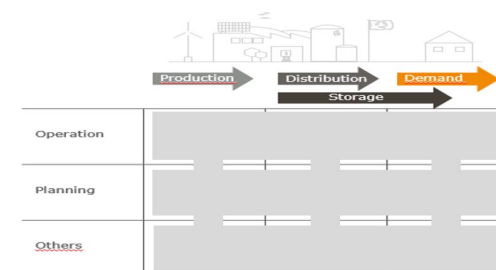 Production
Distribution
Demand
Storage
Operation
Planning
Others